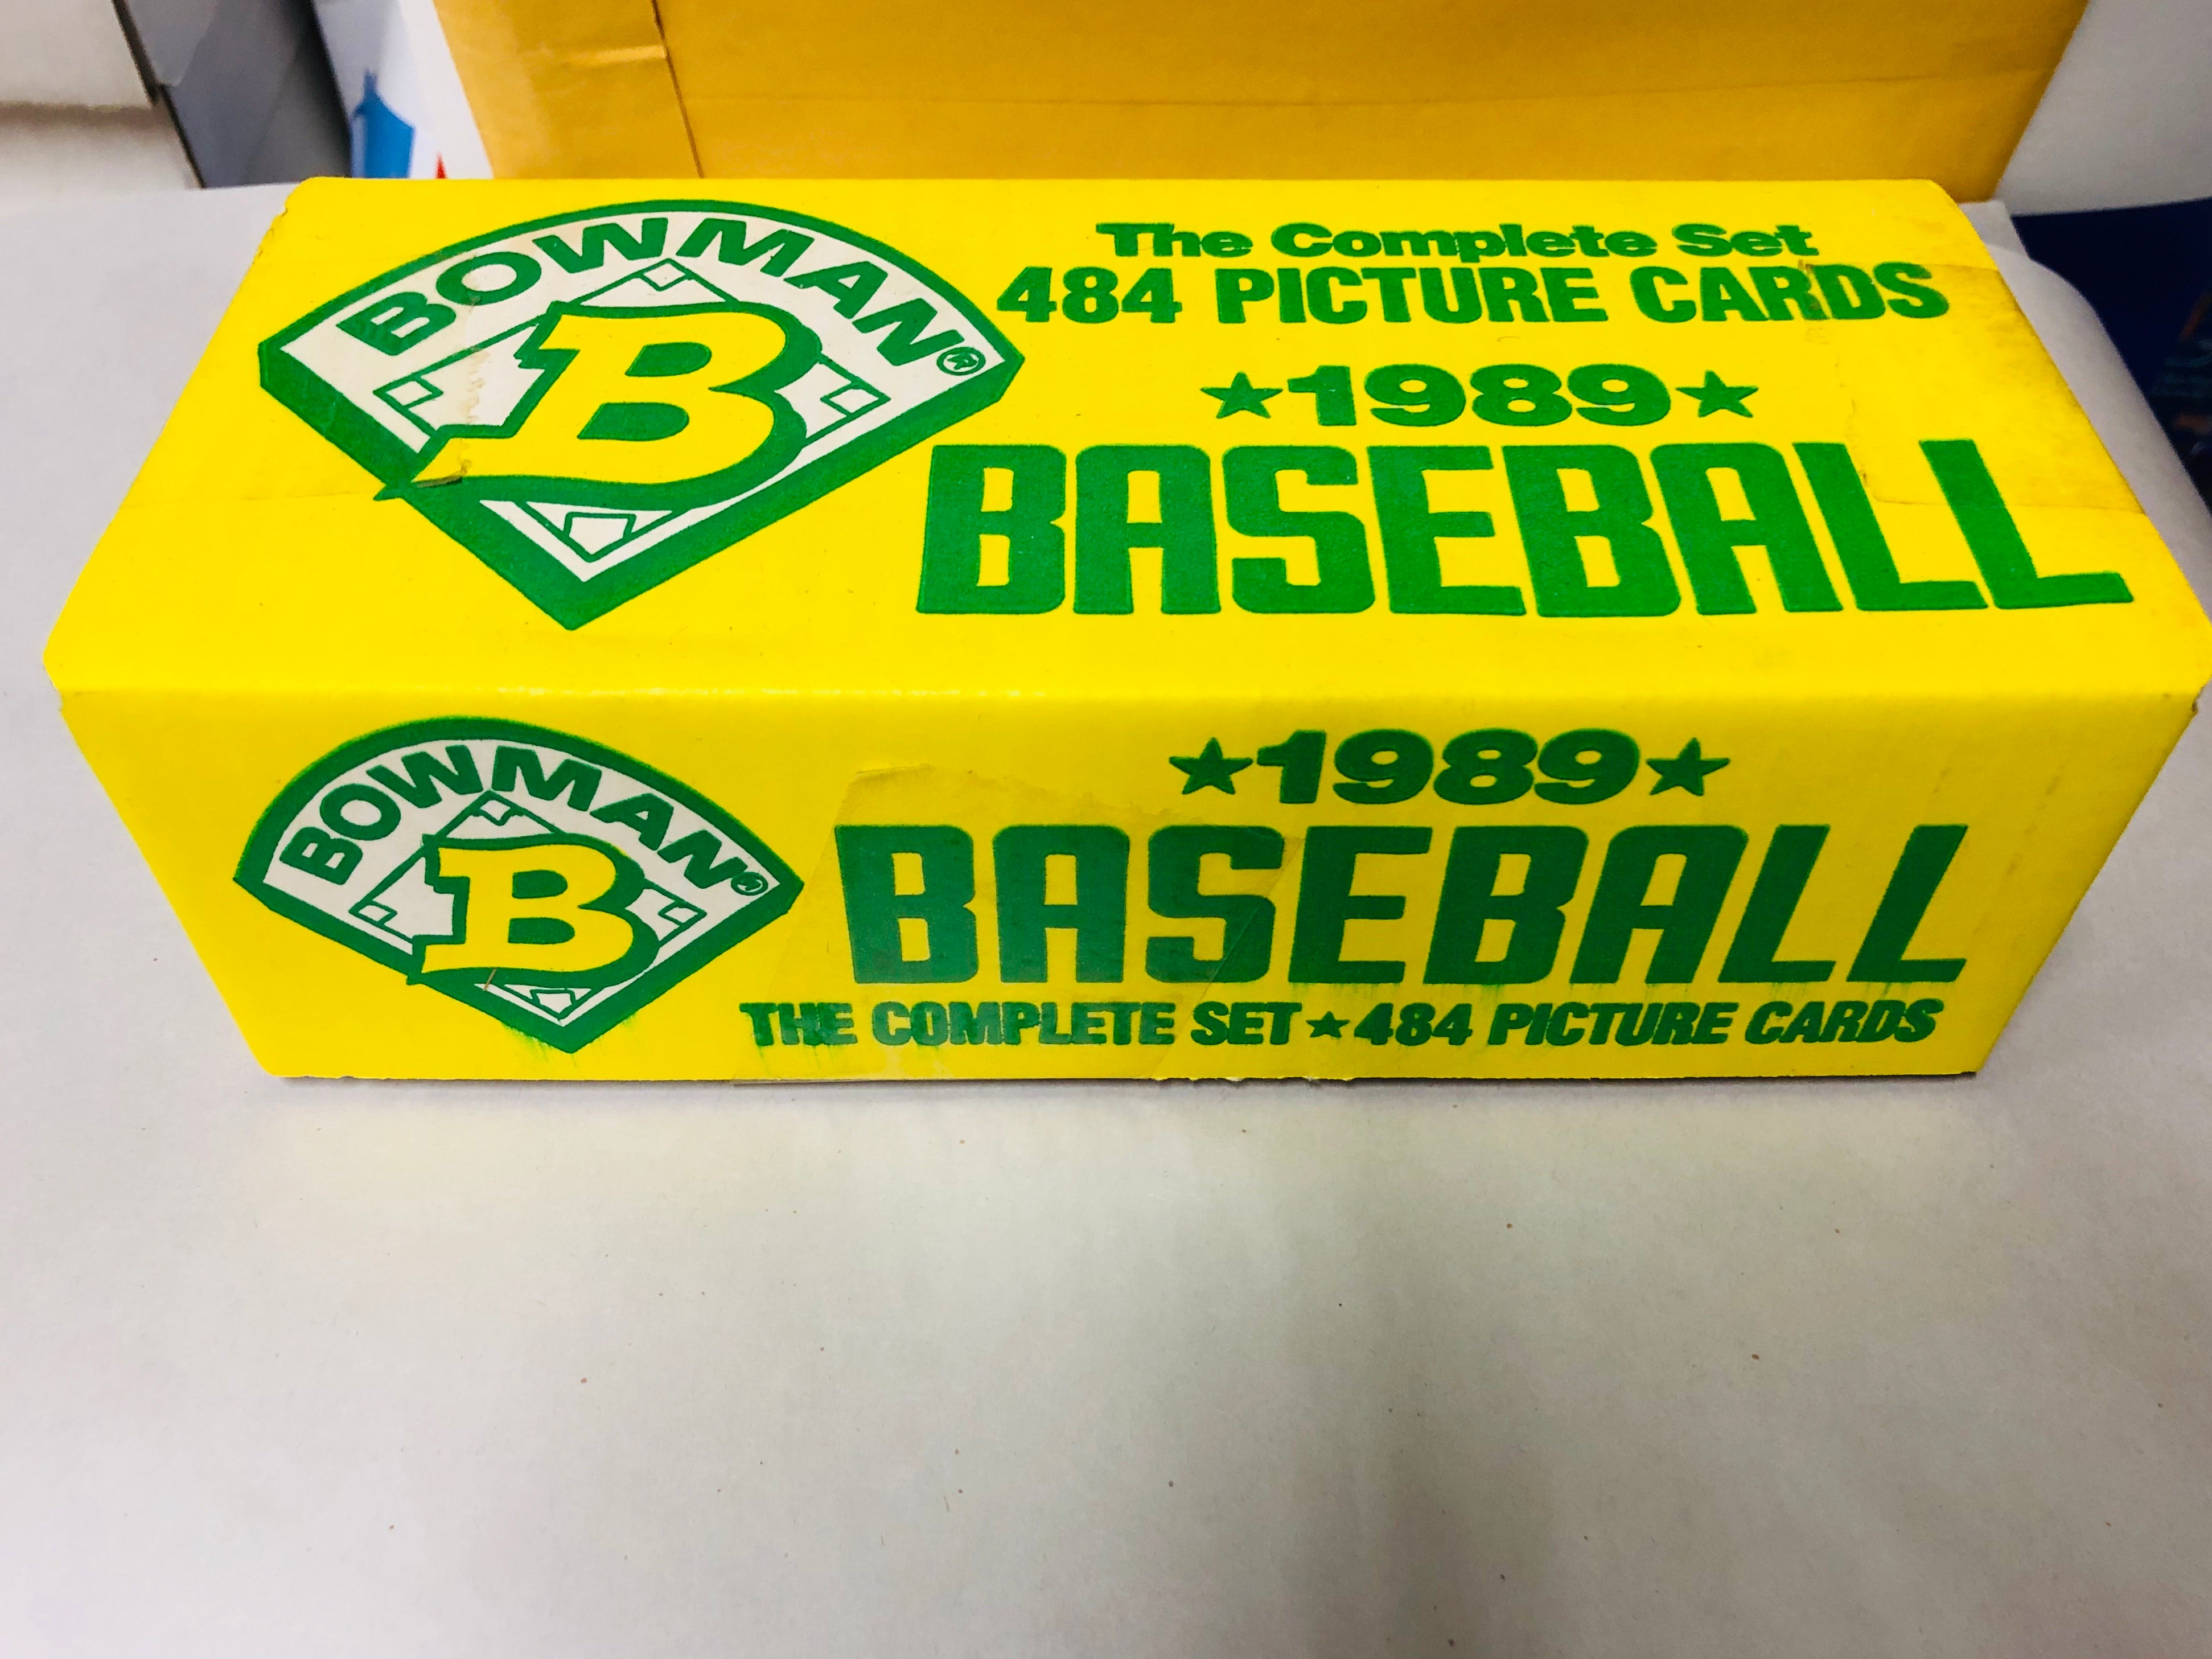 BOWMAN®
B
The Complete Set
484 PICTURE CARDS
★1989★
BASEBALL
BOWMAN®
B
★1989★
BASEBALL
THE COMPLETE SET★484 PICTURE CARDS